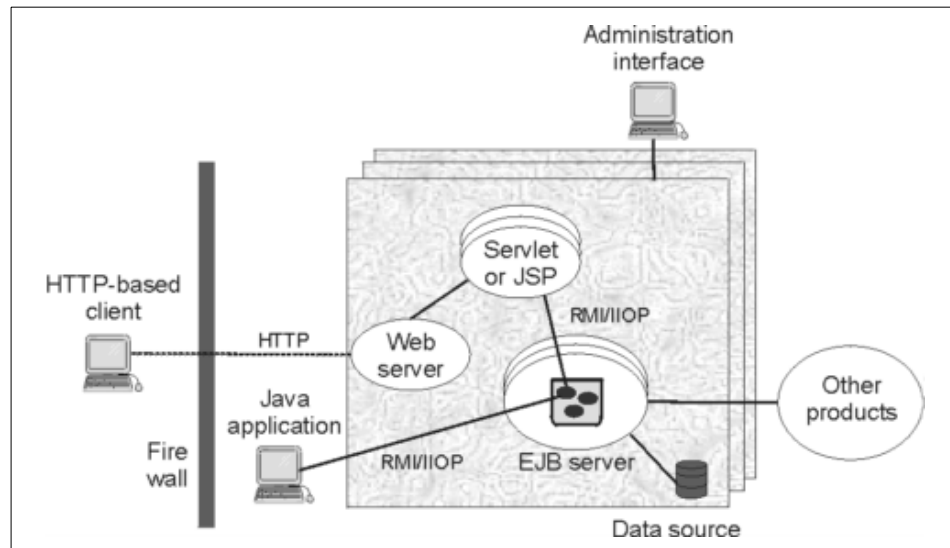 Administration
interface
Servlet
or JSP
HTTP-based
client
RMI/IIOP
HTTP
Web
server
Other
products
Java
application
Fire
wall
RMI/IIOP
EJB server
Data source